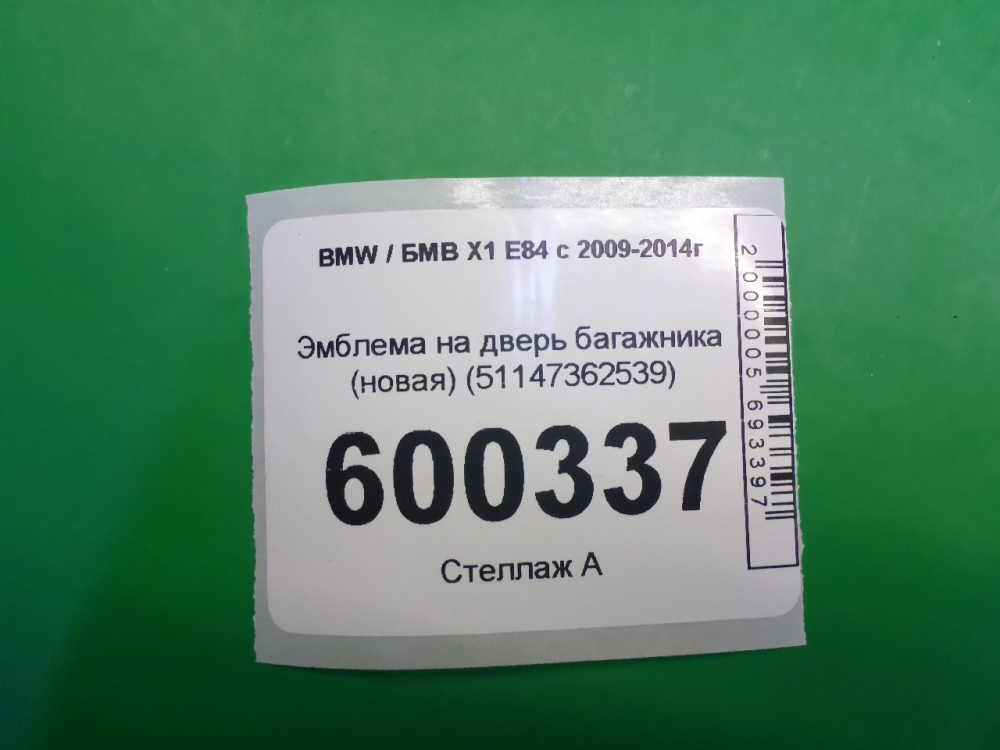 BMW / БМВ X1 E84 с 2009-2014г
Эмблема на дверь багажника
(новая) (51147362539)
600337
Стеллаж А
2000005693397